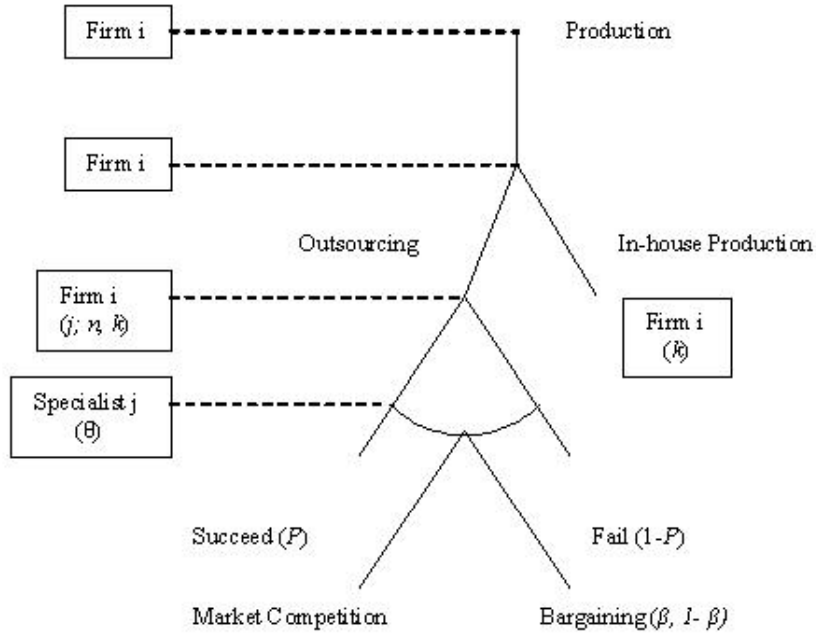 Firm i
Production
Firm i
Outsourcing
In-house Production
Firm i
(j; n, k)
Firm i
(k)
Specialist j
(θ)
Succeed (P)
Fail (1-P)
Market Competition
Bargaining (β, 1- β)